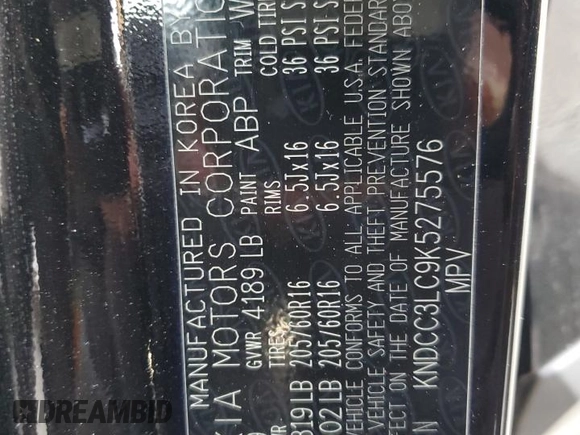 MANUFACTURED IN KOREA BY
KIA MOTORS CORPORATIO
GVWR 4189 LB PAINT ABP TRIM W
TIRES RIMS COLD TIR
819LB 205/60R16 6.5Jx16 36 PSI S
02LB 205/60R16 6.5Jx16 36 PSI S
VEHICLE CONFORMS TO ALL APPLICABLE U.S.A. FEDER
VEHICLE SAFETY AND THEFT PREVENTION STANDAR
FECT ON THE DATE OF MANUFACTURE SHOWN ABOV
N KNDCC3LC9K5275576
MPV
DREAMBID